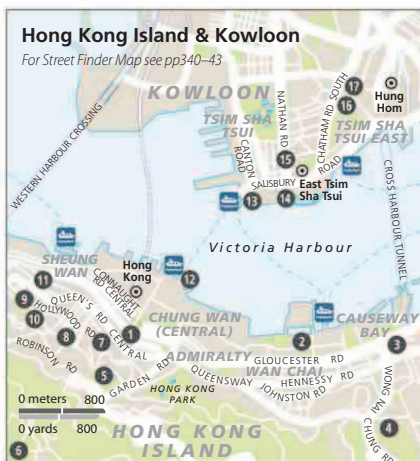 Hong Kong Island & Kowloon
For Street Finder Map see pp340–43
KOWLOON
17
Hung
Hom
16
NATHAN RD
CHATHAM RD SOUTH
TSIM SHA
TSUI
TSIM SHA
TSUI EAST
CANTON
ROAD
15
East Tsim
Sha Tsui
SALISBURY
ROAD
13
14
WESTERN HARBOUR CROSSING
CROSS HARBOUR TUNNEL
Victoria Harbour
SHEUNG
WAN
Hong
Kong
12
11
CONNAUGHT
RD CENTRAL
9
QUEEN'S RD CENTRAL
10
HOLLYWOOD RD
CHUNG WAN
(CENTRAL)
CAUSEWAY
BAY
8
7
1
2
3
ROBINSON RD
ADMIRALTY
WAN CHAI
GLOUCESTER RD
HENNESSY RD
QUEENSWAY
JOHNSTON RD
5
GARDEN RD
HONG KONG
PARK
WONG NAI
CHUNG RD
4
0 meters 800
0 yards 800
HONG KONG
ISLAND
6